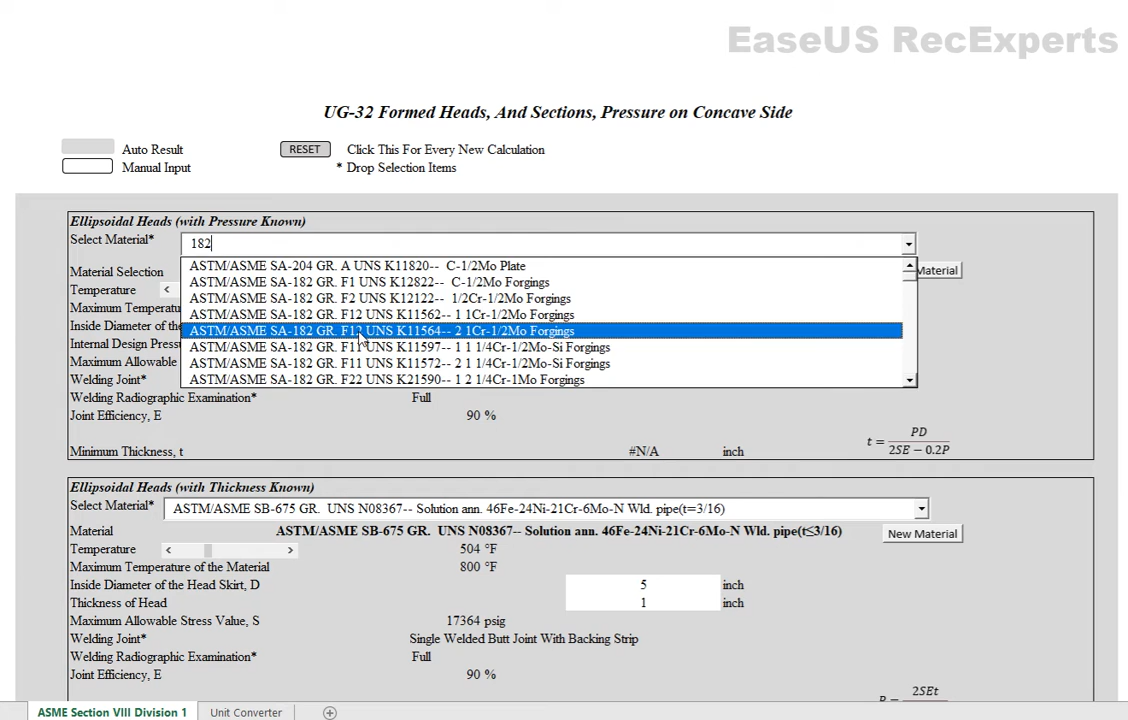 EaseUS RecExperts
UG-32 Formed Heads, And Sections, Pressure on Concave Side
Auto Result
RESET Click This For Every New Calculation
Manual Input
* Drop Selection Items
Ellipsoidal Heads (with Pressure Known)
Select Material*
182
ASTM/ASME SA-204 GR. A UNS K11820-- C-1/2Mo Plate
Material Selection
Material
ASTM/ASME SA-182 GR. F1 UNS K12822-- C-1/2Mo Forgings
Temperature <
ASTM/ASME SA-182 GR. F2 UNS K12122-- 1/2Cr-1/2Mo Forgings
Maximum Temperatu
ASTM/ASME SA-182 GR. F12 UNS K11562-- 1 1Cr-1/2Mo Forgings
Inside Diameter of the
ASTM/ASME SA-182 GR. F12 UNS K11564-- 2 1Cr-1/2Mo Forgings
Internal Design Press
ASTM/ASME SA-182 GR. F11 UNS K11597-- 1 1 1/4Cr-1/2Mo-Si Forgings
Maximum Allowable
ASTM/ASME SA-182 GR. F11 UNS K11572-- 2 1 1/4Cr-1/2Mo-Si Forgings
Welding Joint*
ASTM/ASME SA-182 GR. F22 UNS K21590-- 1 2 1/4Cr-1Mo Forgings
Welding Radiographic Examination* Full
Joint Efficiency, E 90 %
Minimum Thickness, t #N/A inch
t = PD / 2SE − 0.2P
Ellipsoidal Heads (with Thickness Known)
Select Material* ASTM/ASME SB-675 GR. UNS N08367-- Solution ann. 46Fe-24Ni-21Cr-6Mo-N Wld. pipe(t=3/16)
Material ASTM/ASME SB-675 GR. UNS N08367-- Solution ann. 46Fe-24Ni-21Cr-6Mo-N Wld. pipe(t≤3/16) New Material
Temperature < > 504 °F
Maximum Temperature of the Material 800 °F
Inside Diameter of the Head Skirt, D 5 inch
Thickness of Head 1 inch
Maximum Allowable Stress Value, S 17364 psig
Welding Joint* Single Welded Butt Joint With Backing Strip
Welding Radiographic Examination* Full
Joint Efficiency, E 90 %
2SEt
ASME Section VIII Division 1 Unit Converter